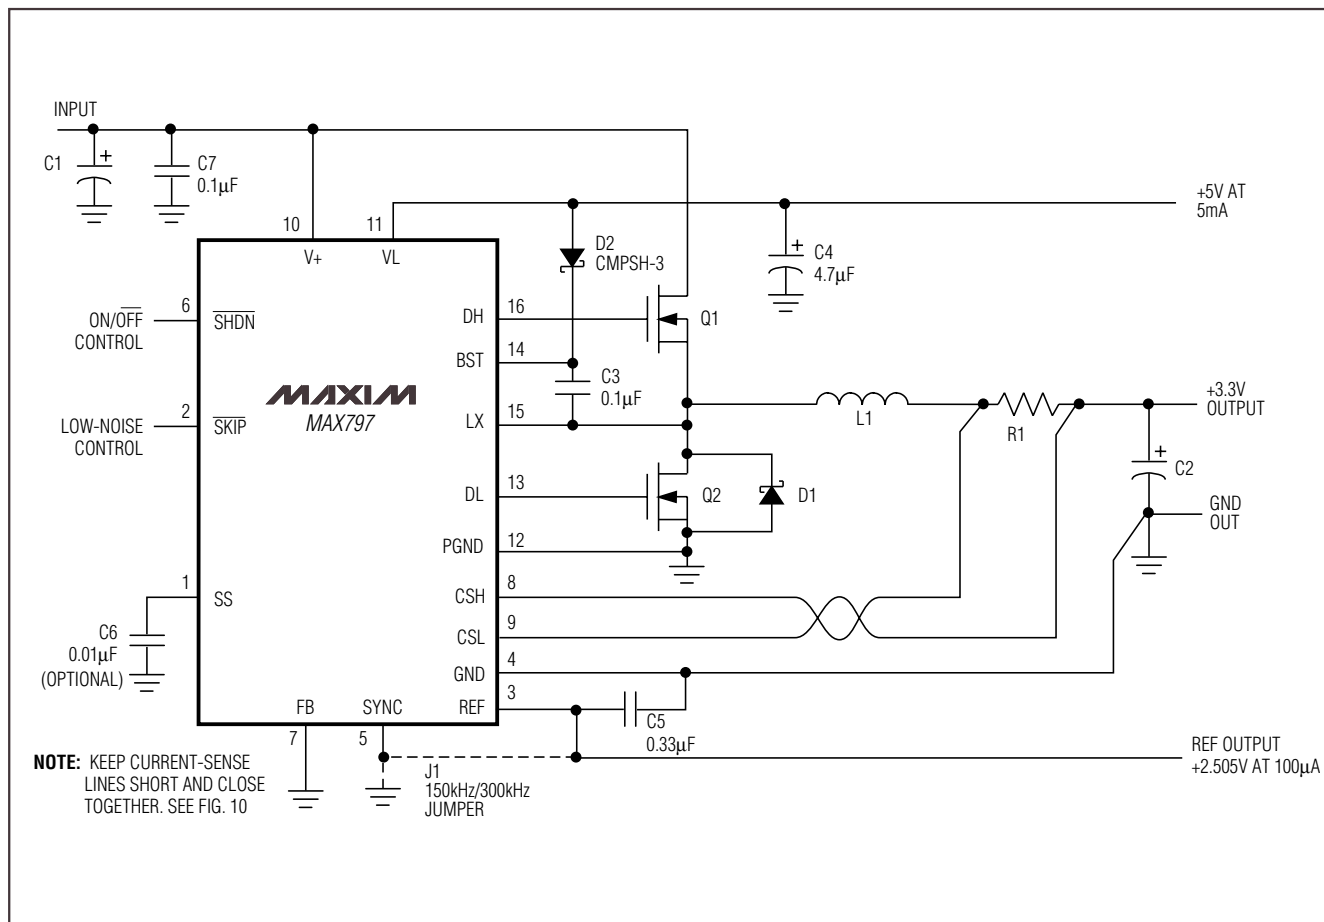 INPUT
C1
+
C7
0.1µF
10
11
V+
VL
+5V AT
5mA
D2
CMPSH-3
+
C4
4.7µF
6
ON/OFF
CONTROL
SHDN
DH
16
Q1
BST
14
C3
0.1µF
MAXIM
MAX797
2
LOW-NOISE
CONTROL
SKIP
LX
15
L1
R1
+3.3V
OUTPUT
+
C2
DL
13
Q2
D1
GND
OUT
PGND
12
1
SS
CSH
8
C6
0.01µF
(OPTIONAL)
CSL
9
GND
4
FB
SYNC
REF
3
7
5
C5
0.33µF
NOTE: KEEP CURRENT-SENSE
LINES SHORT AND CLOSE
TOGETHER. SEE FIG. 10
J1
150kHz/300kHz
JUMPER
REF OUTPUT
+2.505V AT 100µA